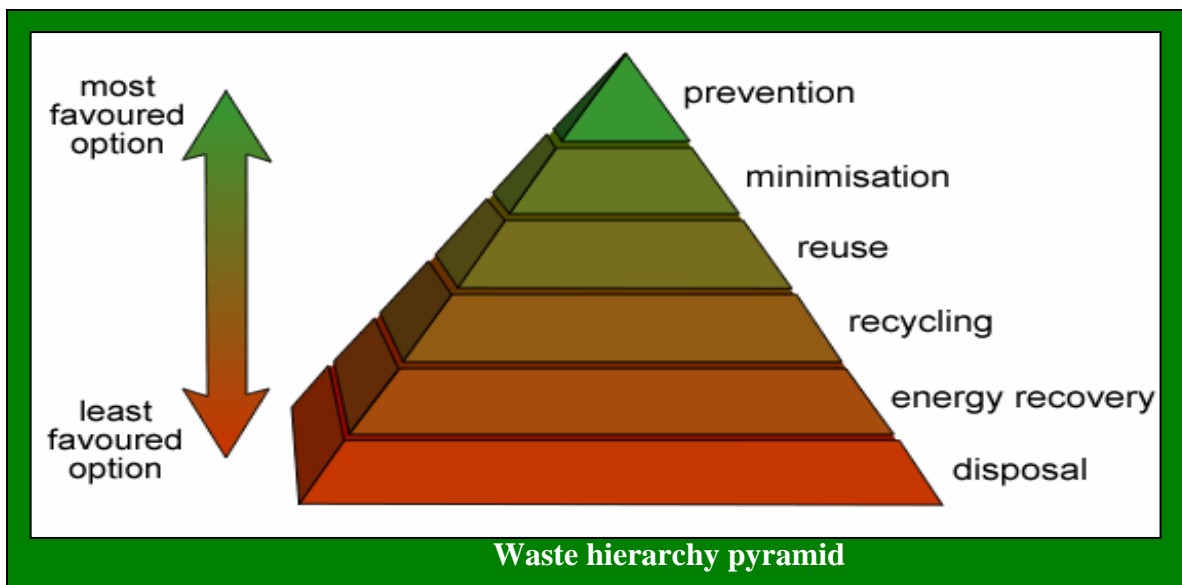 most
favoured
option
prevention
minimisation
reuse
recycling
energy recovery
disposal
least
favoured
option
Waste hierarchy pyramid